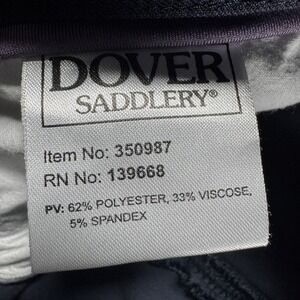 DOVER
SADDLERY®
Item No: 350987
RN No: 139668
PV: 62% POLYESTER, 33% VISCOSE,
5% SPANDEX